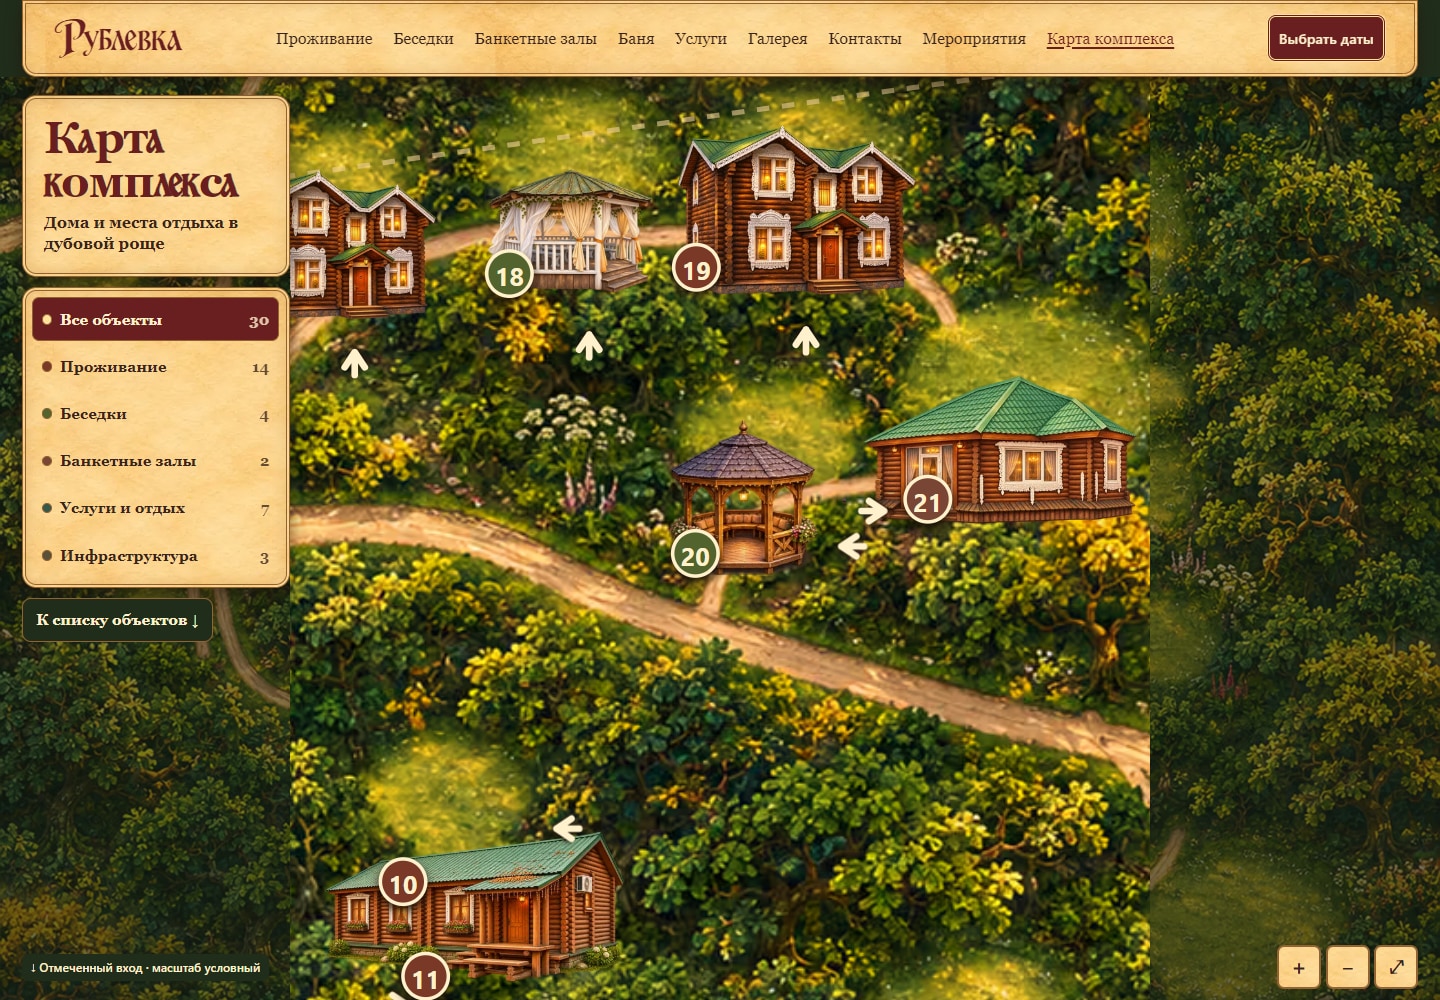 Рублевка
Проживание
Беседки
Банкетные залы
Баня
Услуги
Галерея
Контакты
Мероприятия
Карта комплекса
Выбрать даты
Карта
комплекса
Дома и места отдыха в
дубовой роще
Все объекты 30
Проживание 14
Беседки 4
Банкетные залы 2
Услуги и отдых 7
Инфраструктура 3
К списку объектов ↓
18
19
20
21
10
11
↓ Отмеченный вход · масштаб условный
+
−
⤢